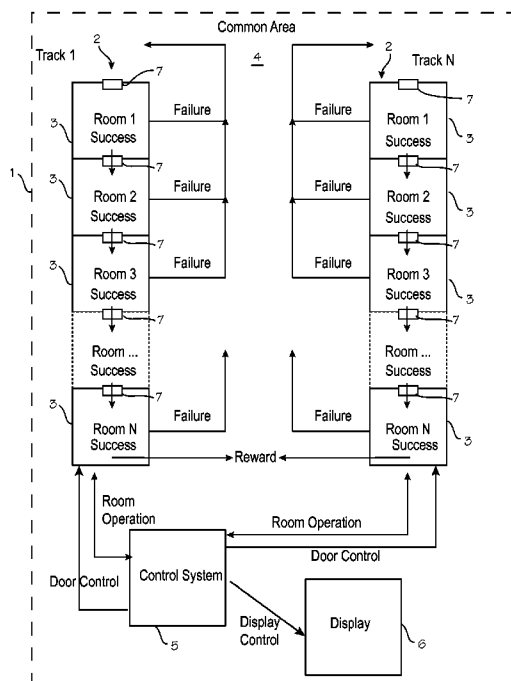 Common Area
Track 1
2
4
2
Track N
7
7
Room 1
Success
Failure
Failure
Room 1
Success
3
3
7
7
1
3
Room 2
Success
Failure
Failure
Room 2
Success
3
7
7
3
Room 3
Success
Failure
Failure
Room 3
Success
3
7
7
Room ...
Success
Room ...
Success
7
7
3
Room N
Success
Failure
Failure
Room N
Success
3
Reward
Room
Operation
Room Operation
Door Control
Door Control
Control System
Display
Control
Display
5
6